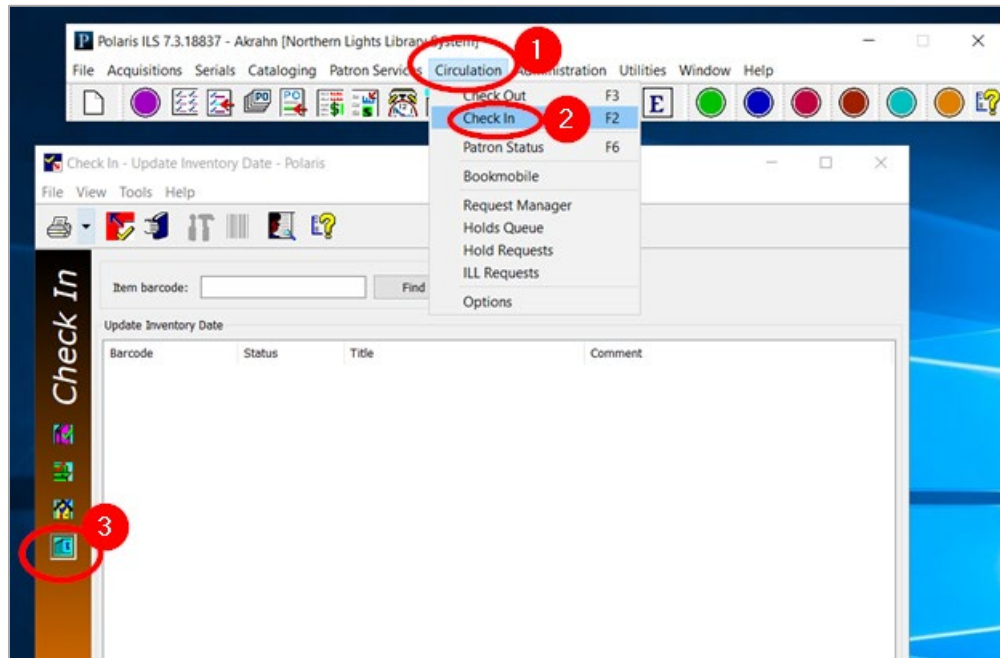 Polaris ILS 7.3.18837 - Akrahn [Northern Lights Library System]
1
File Acquisitions Serials Cataloging Patron Services Circulation Administration Utilities Window Help
PO
PO
E
Check Out F3
Check In F2
2
Patron Status F6
Bookmobile
Request Manager
Holds Queue
Hold Requests
ILL Requests
Options
Check In - Update Inventory Date - Polaris
File View Tools Help
Check In
Item barcode:
Find
Update Inventory Date
Barcode Status Title Comment
3